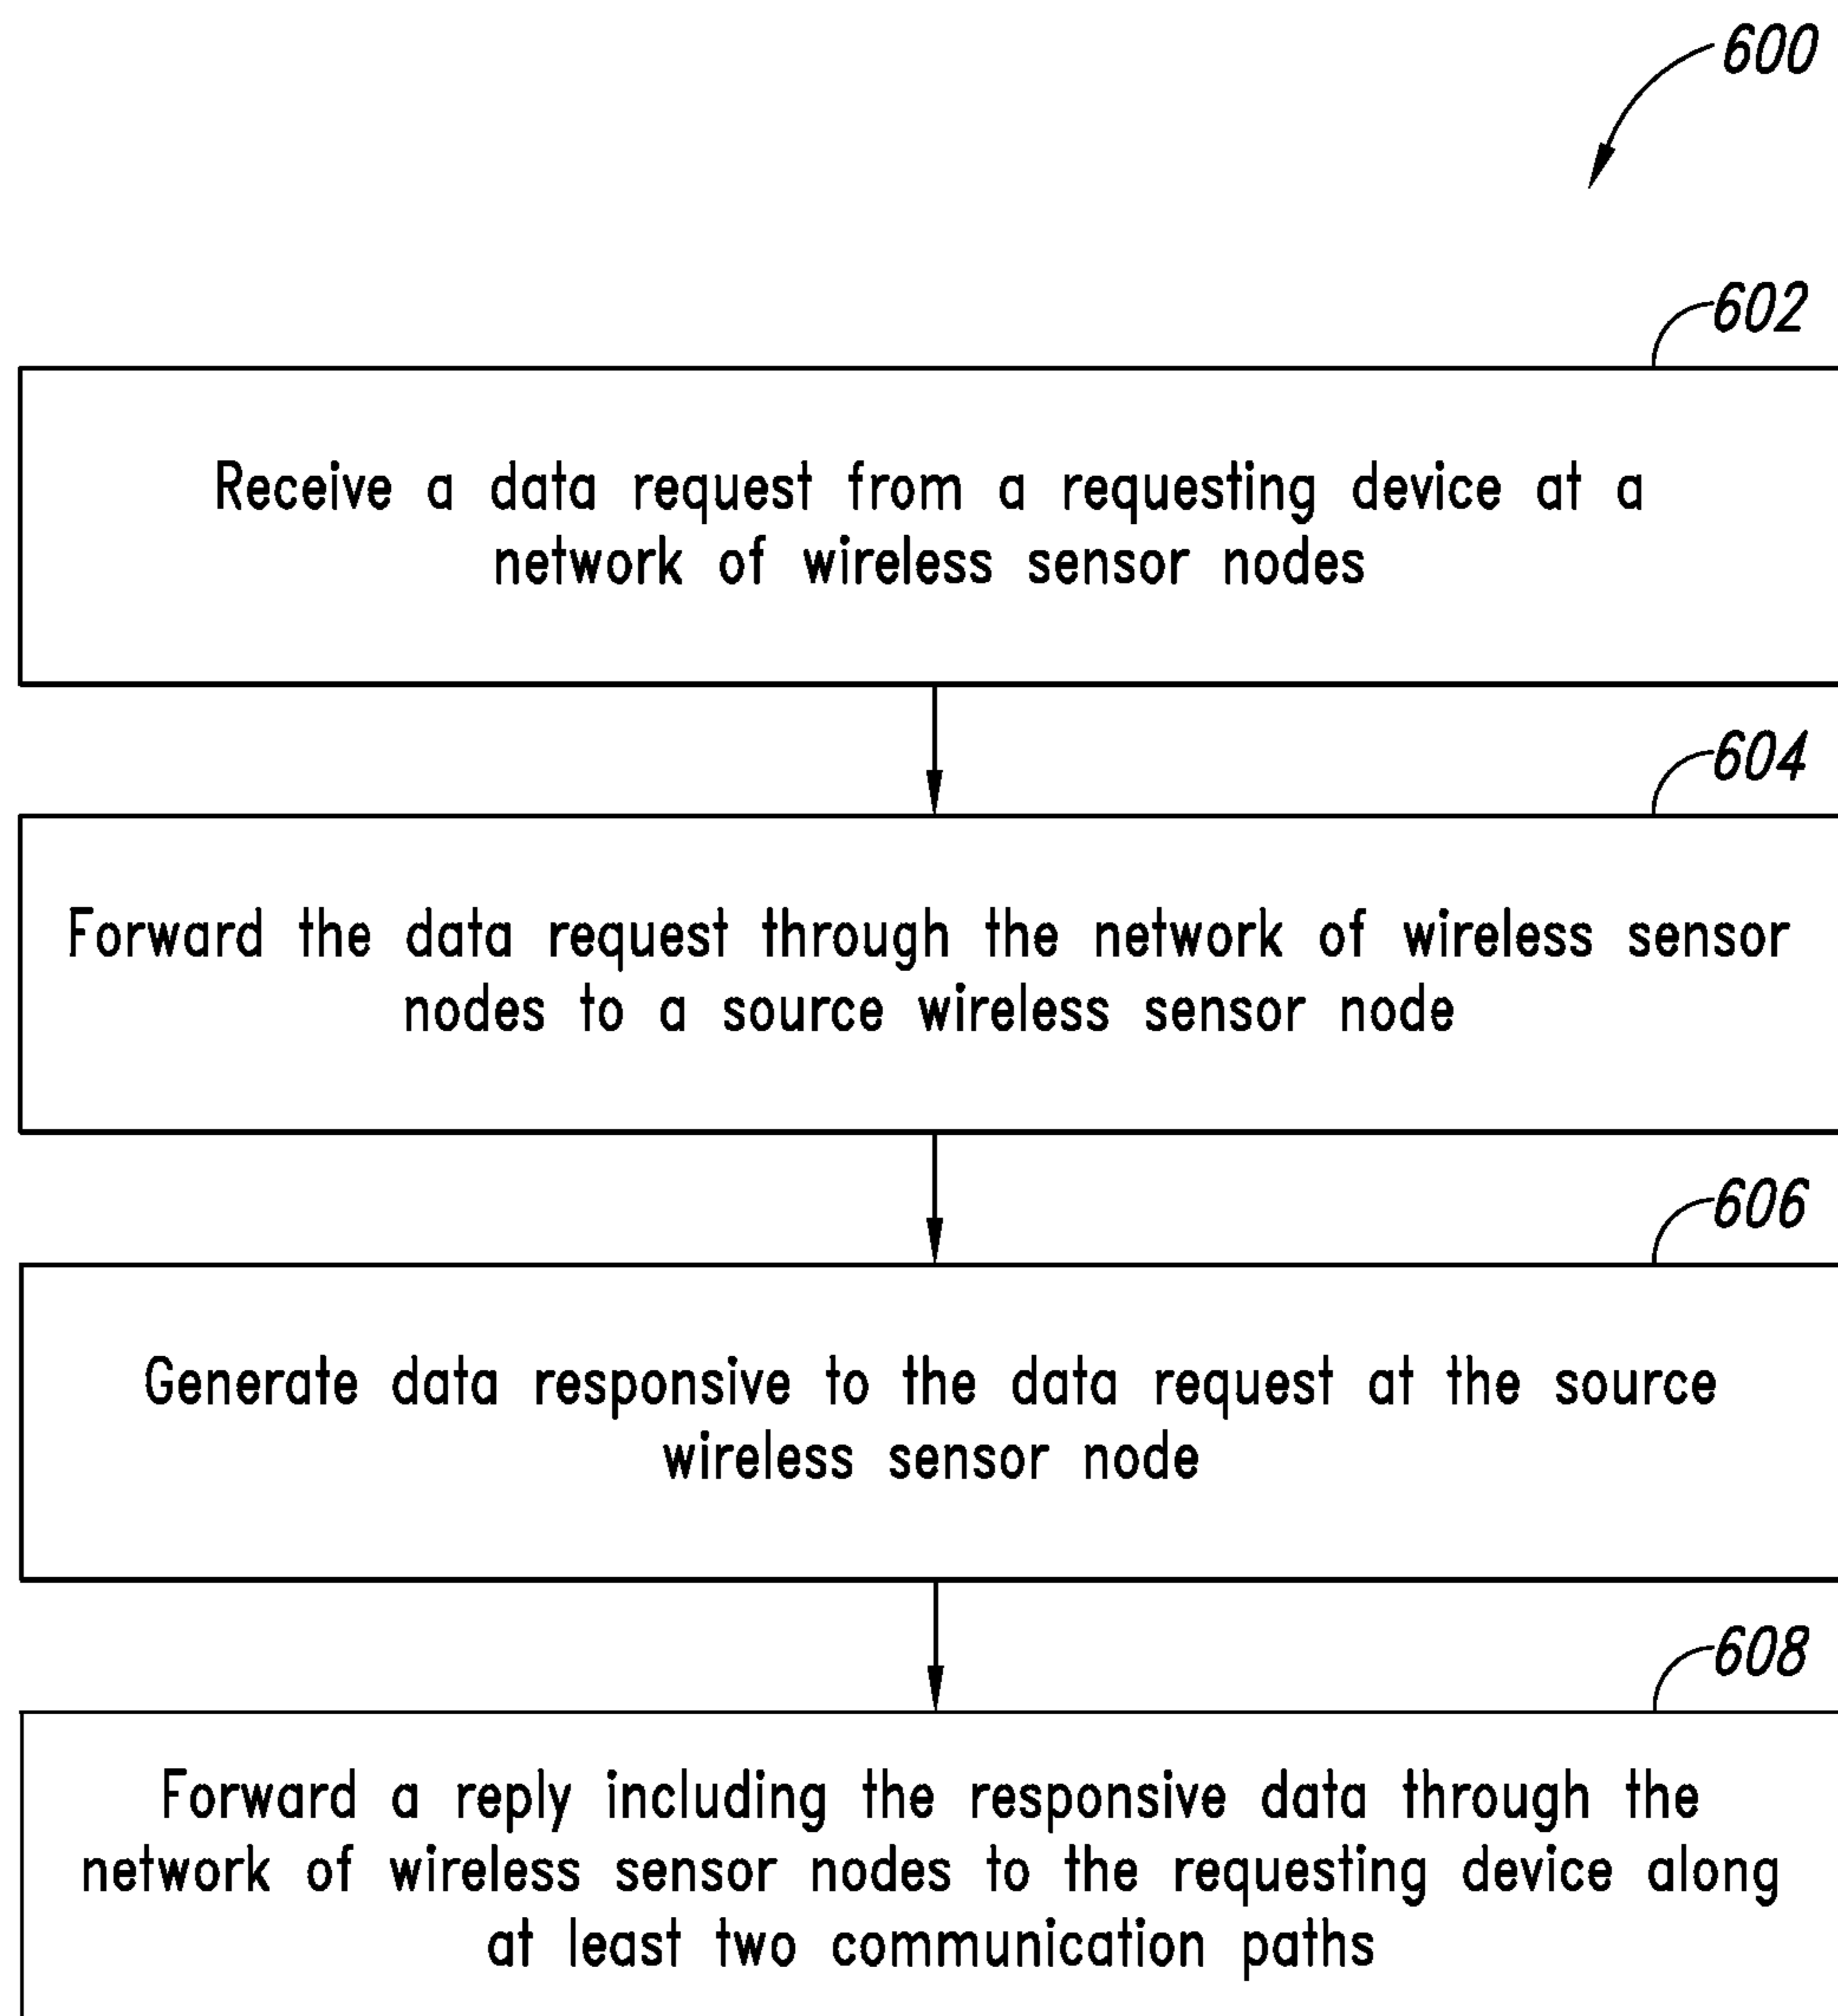 600
602
Receive a data request from a requesting device at a
network of wireless sensor nodes
604
Forward the data request through the network of wireless sensor
nodes to a source wireless sensor node
606
Generate data responsive to the data request at the source
wireless sensor node
608
Forward a reply including the responsive data through the
network of wireless sensor nodes to the requesting device along
at least two communication paths